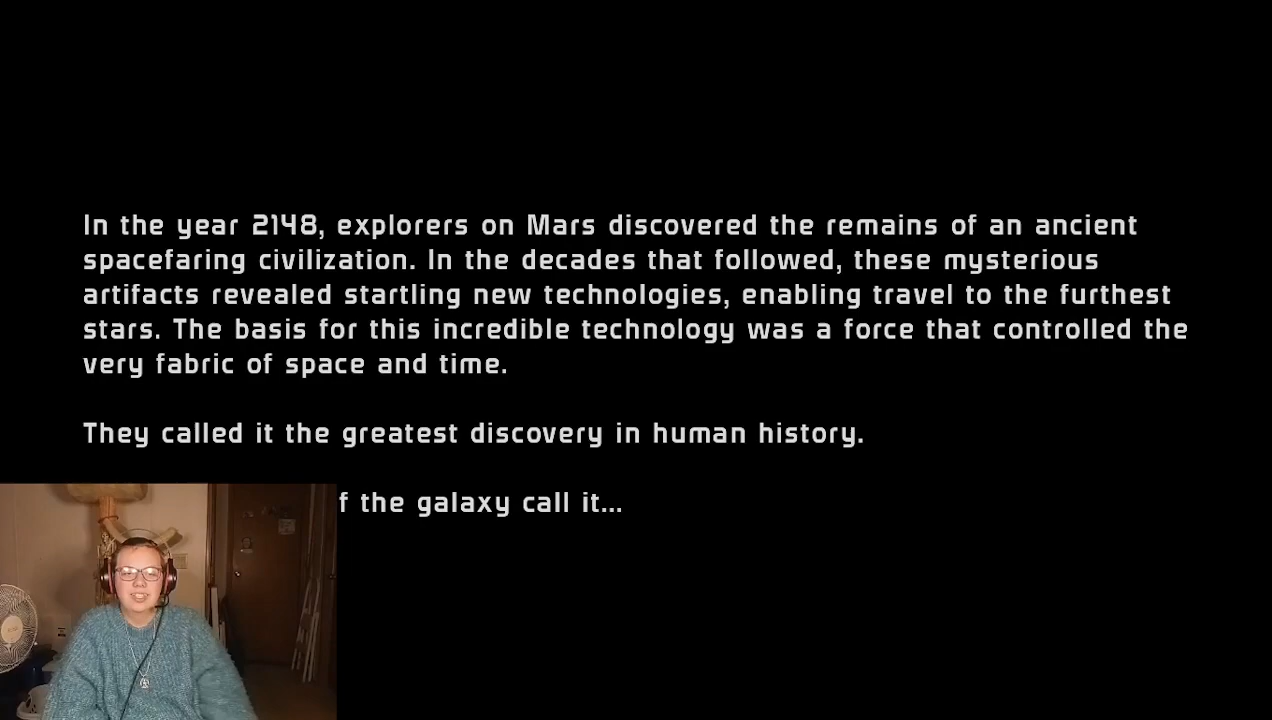 In the year 2148, explorers on Mars discovered the remains of an ancient
spacefaring civilization. In the decades that followed, these mysterious
artifacts revealed startling new technologies, enabling travel to the furthest
stars. The basis for this incredible technology was a force that controlled the
very fabric of space and time.
They called it the greatest discovery in human history.
f the galaxy call it...